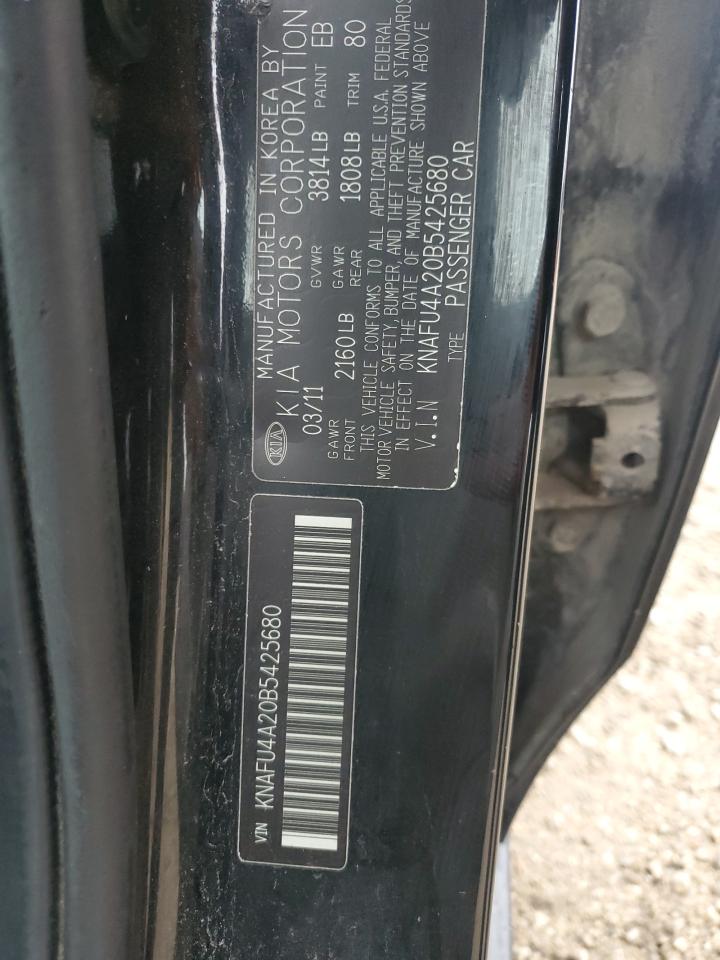 MANUFACTURED IN KOREA BY
KIA KIA MOTORS CORPORATION
03/11 GVWR 3814LB PAINT EB
GAWR FRONT 2160LB GAWR REAR 1808LB TRIM 80
THIS VEHICLE CONFORMS TO ALL APPLICABLE U.S.A. FEDERAL
MOTOR VEHICLE SAFETY, BUMPER, AND THEFT PREVENTION STANDARDS
IN EFFECT ON THE DATE OF MANUFACTURE SHOWN ABOVE
V.I.N KNAFU4A20B5425680
TYPE PASSENGER CAR
VIN KNAFU4A20B5425680